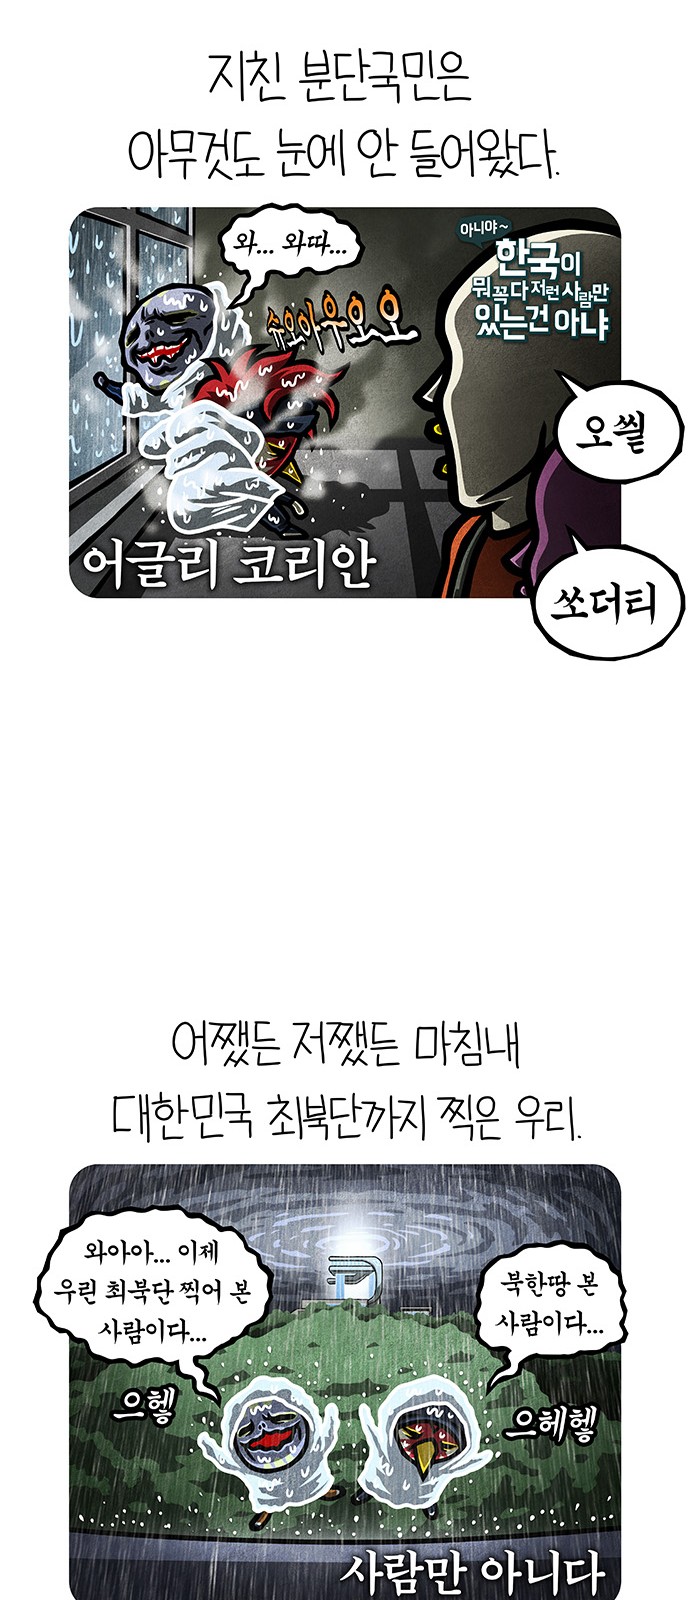 지친 분단국민은
아무것도 눈에 안 들어왔다.
와... 와따...
슈오아우오오
아니야~
한국이
뭐 꼭 다 저런 사람만
있는건 아냐
오씥
쏘더티
어글리 코리안
어쨌든 저쨌든 마침내
대한민국 최북단까지 찍은 우리.
와아아... 이제
우린 최북단 찍어 본
사람이다...
북한땅 본
사람이다...
으헿
으헤헿
사람만 아니다